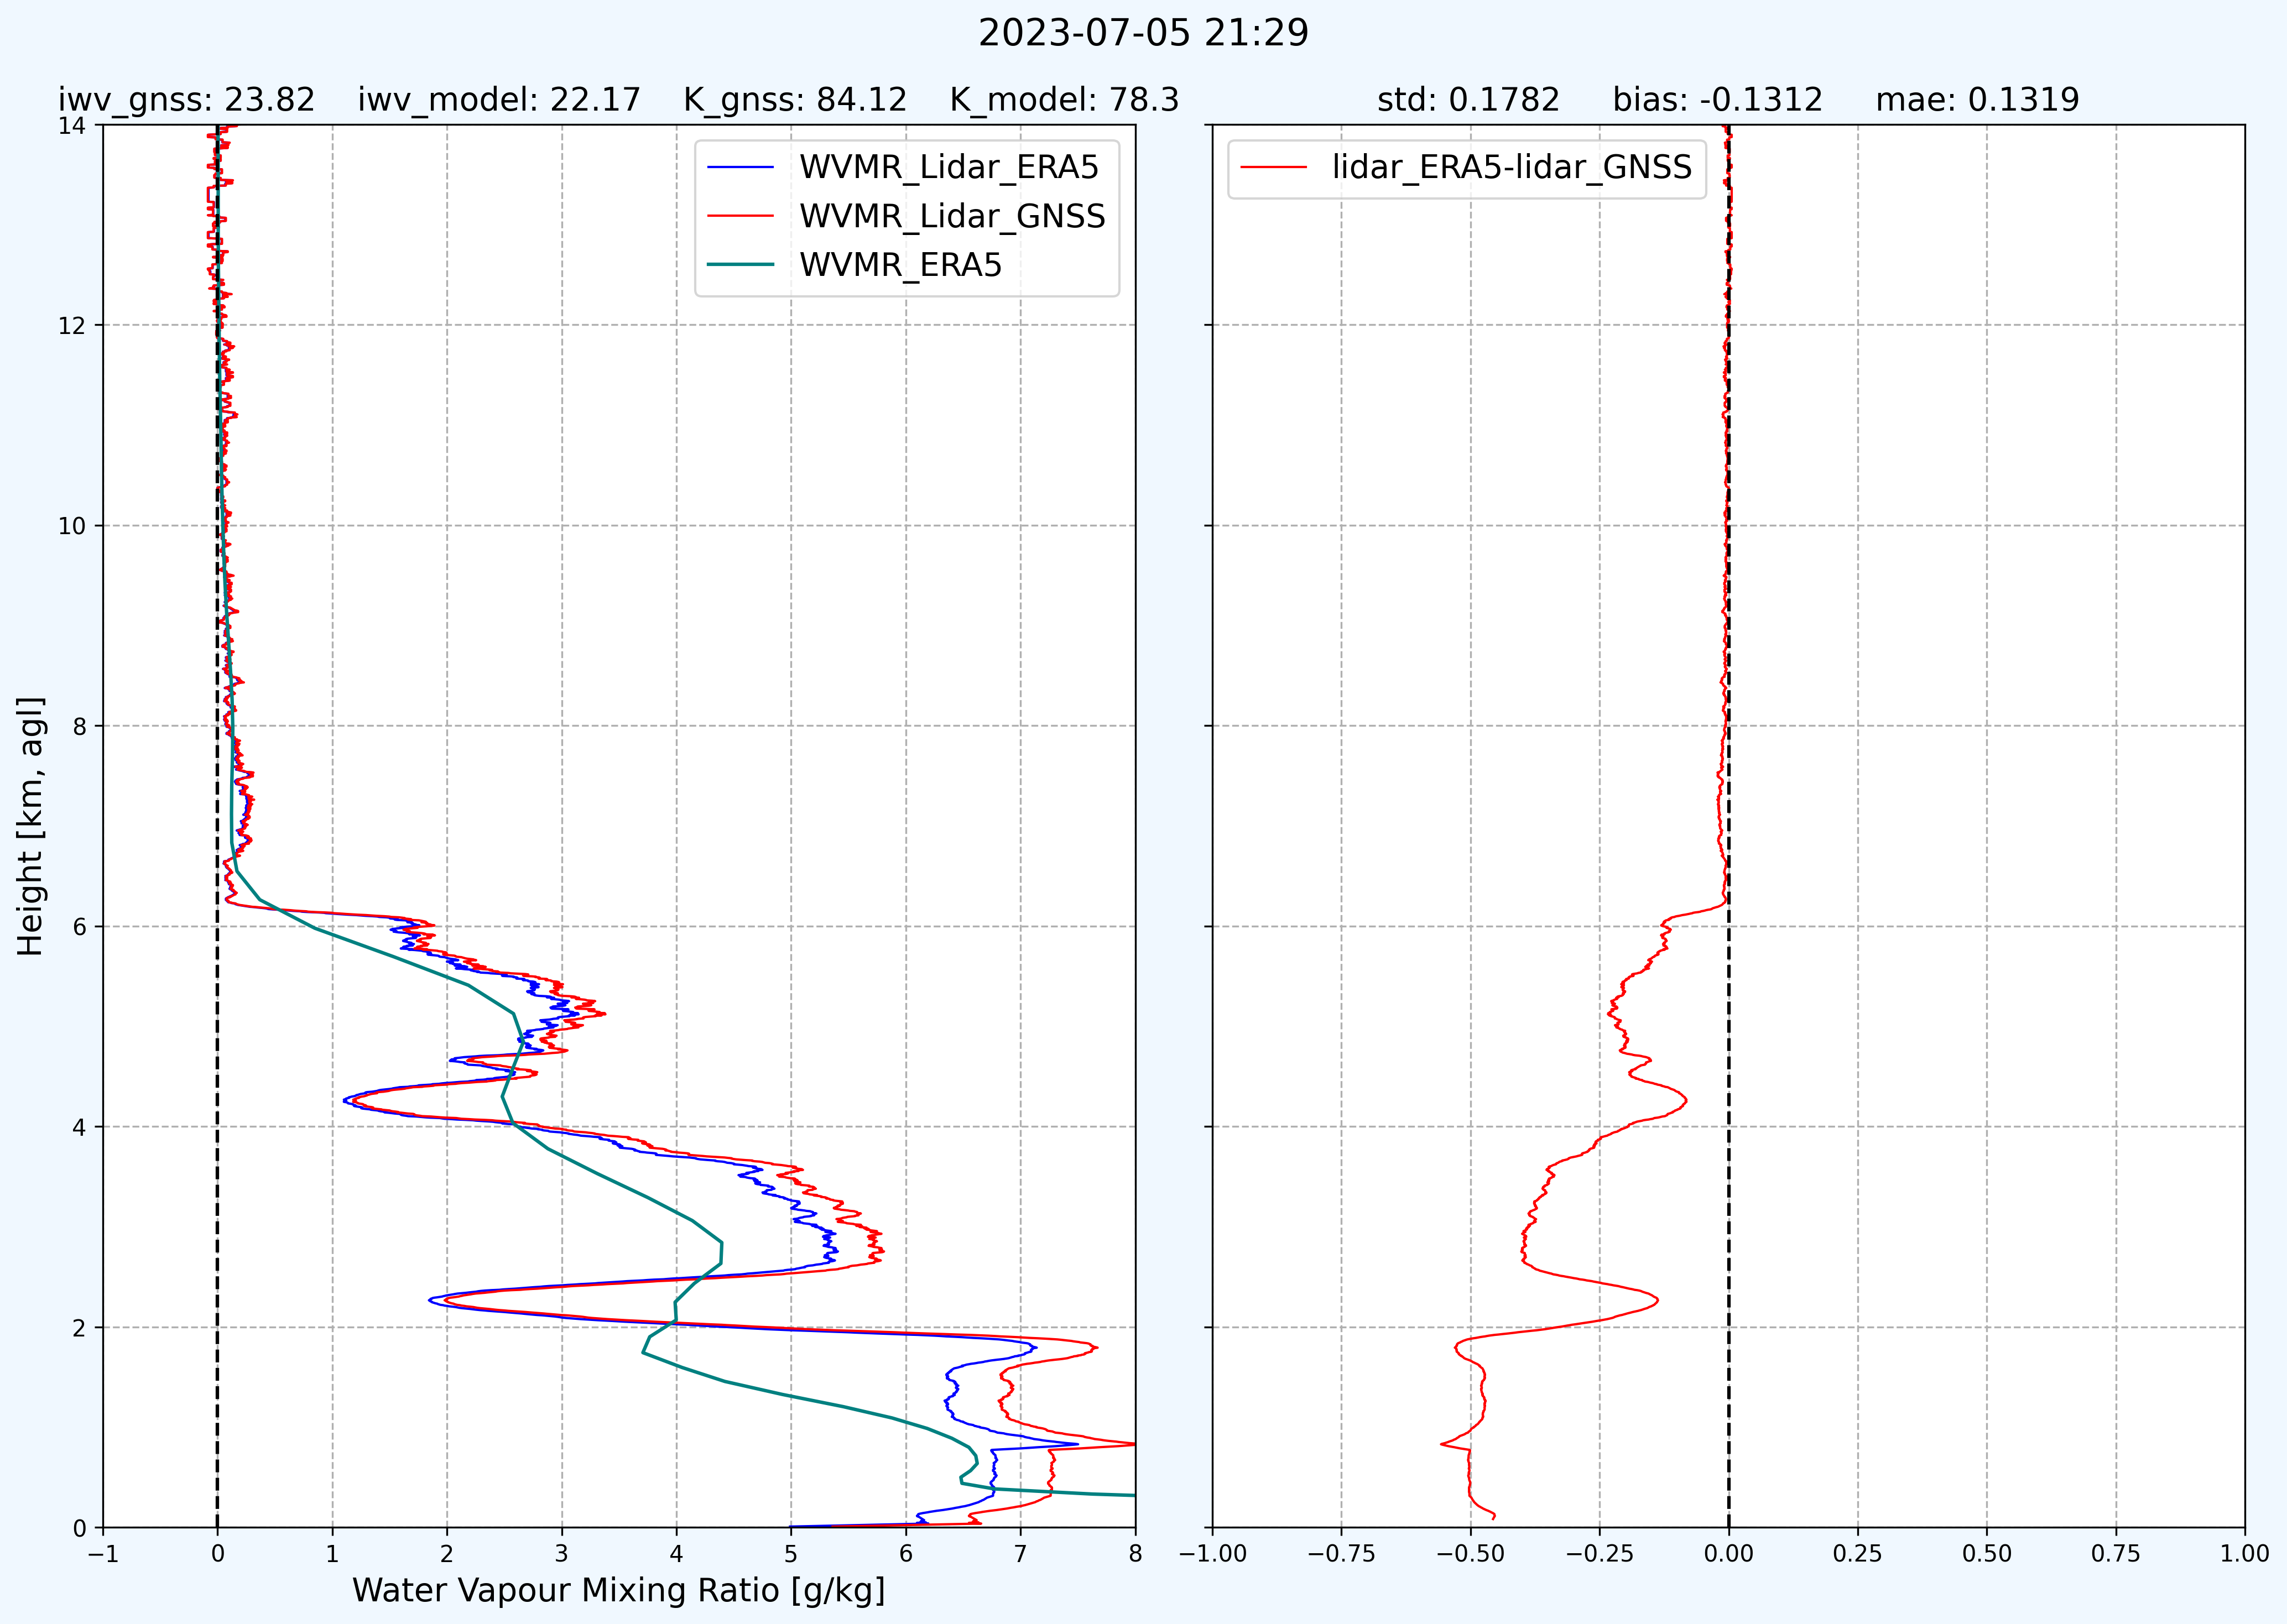 2023-07-05 21:29
iwv_gnss: 23.82 iwv_model: 22.17 K_gnss: 84.12 K_model: 78.3
std: 0.1782 bias: -0.1312 mae: 0.1319
WVMR_Lidar_ERA5
WVMR_Lidar_GNSS
WVMR_ERA5
lidar_ERA5-lidar_GNSS
Height [km, agl]
14
12
10
8
6
4
2
0
−1 0 1 2 3 4 5 6 7 8
−1.00 −0.75 −0.50 −0.25 0.00 0.25 0.50 0.75 1.00
Water Vapour Mixing Ratio [g/kg]